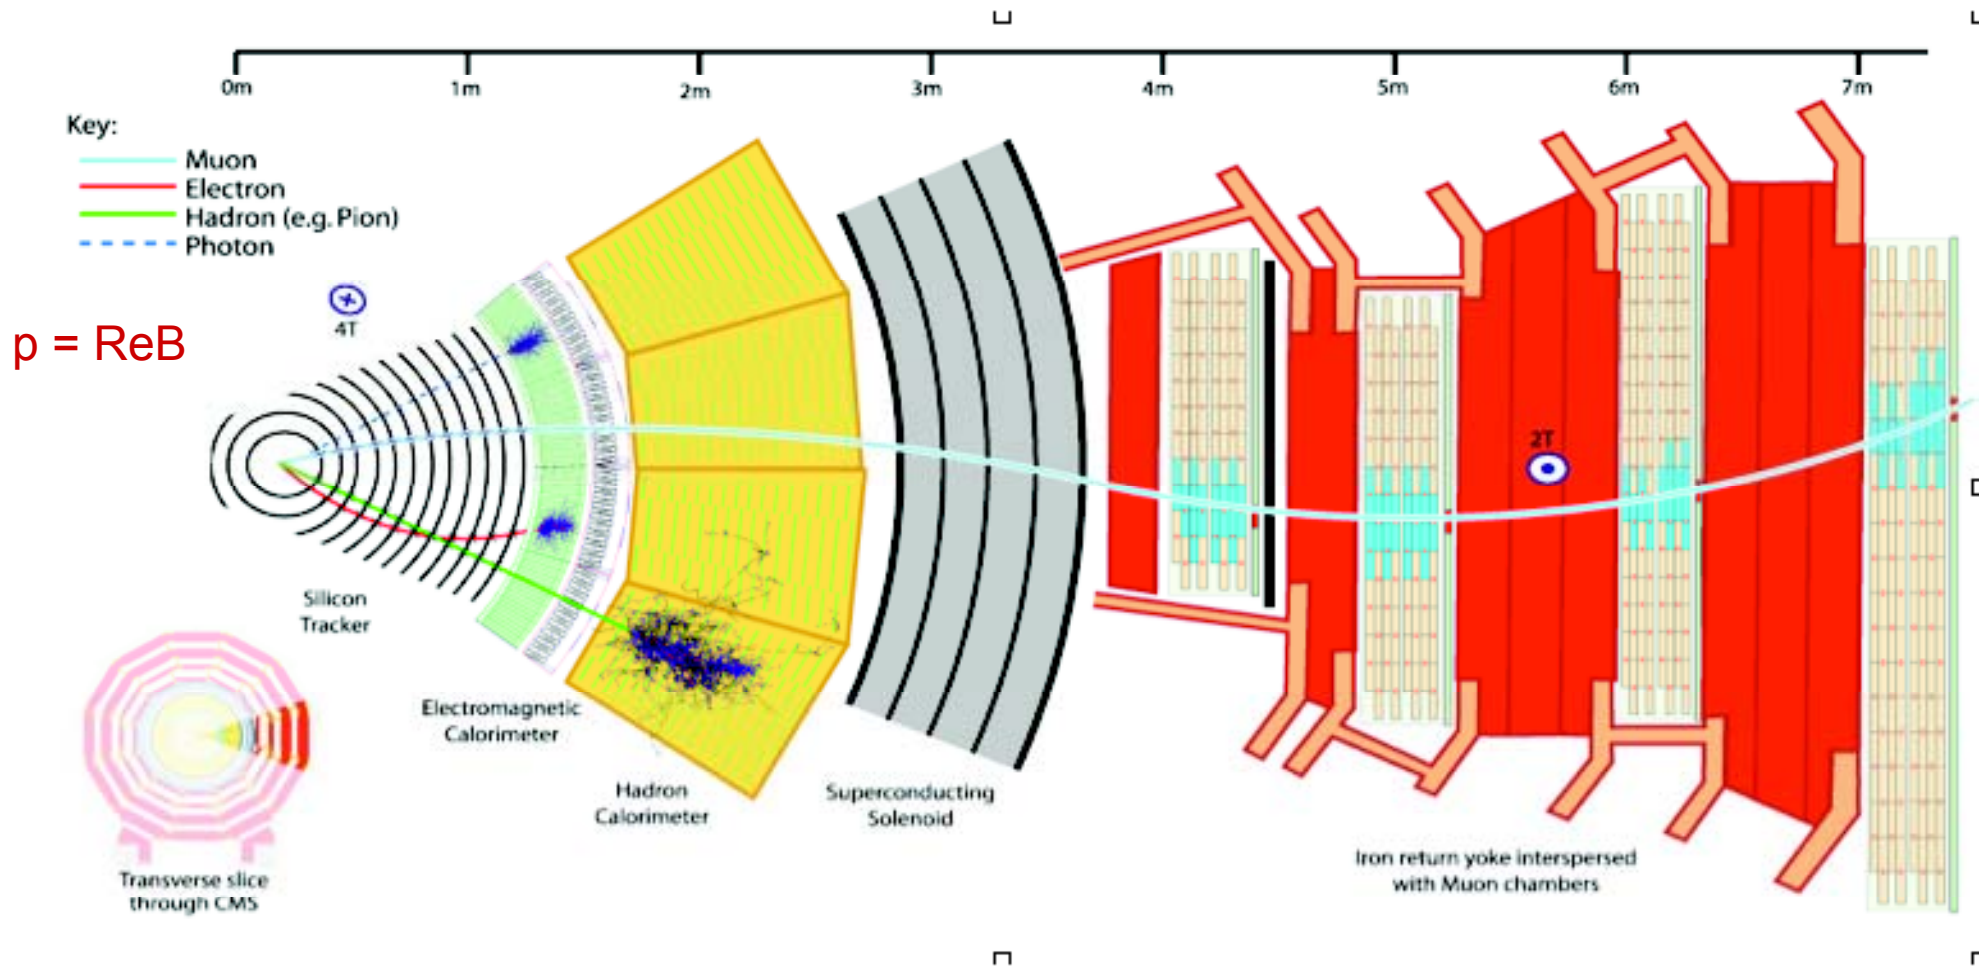 0m 1m 2m 3m 4m 5m 6m 7m
Key:
Muon
Electron
Hadron (e.g. Pion)
Photon
4T
p = ReB
2T
Silicon
Tracker
Electromagnetic
Calorimeter
Hadron
Calorimeter
Superconducting
Solenoid
Iron return yoke interspersed
with Muon chambers
Transverse slice
through CMS